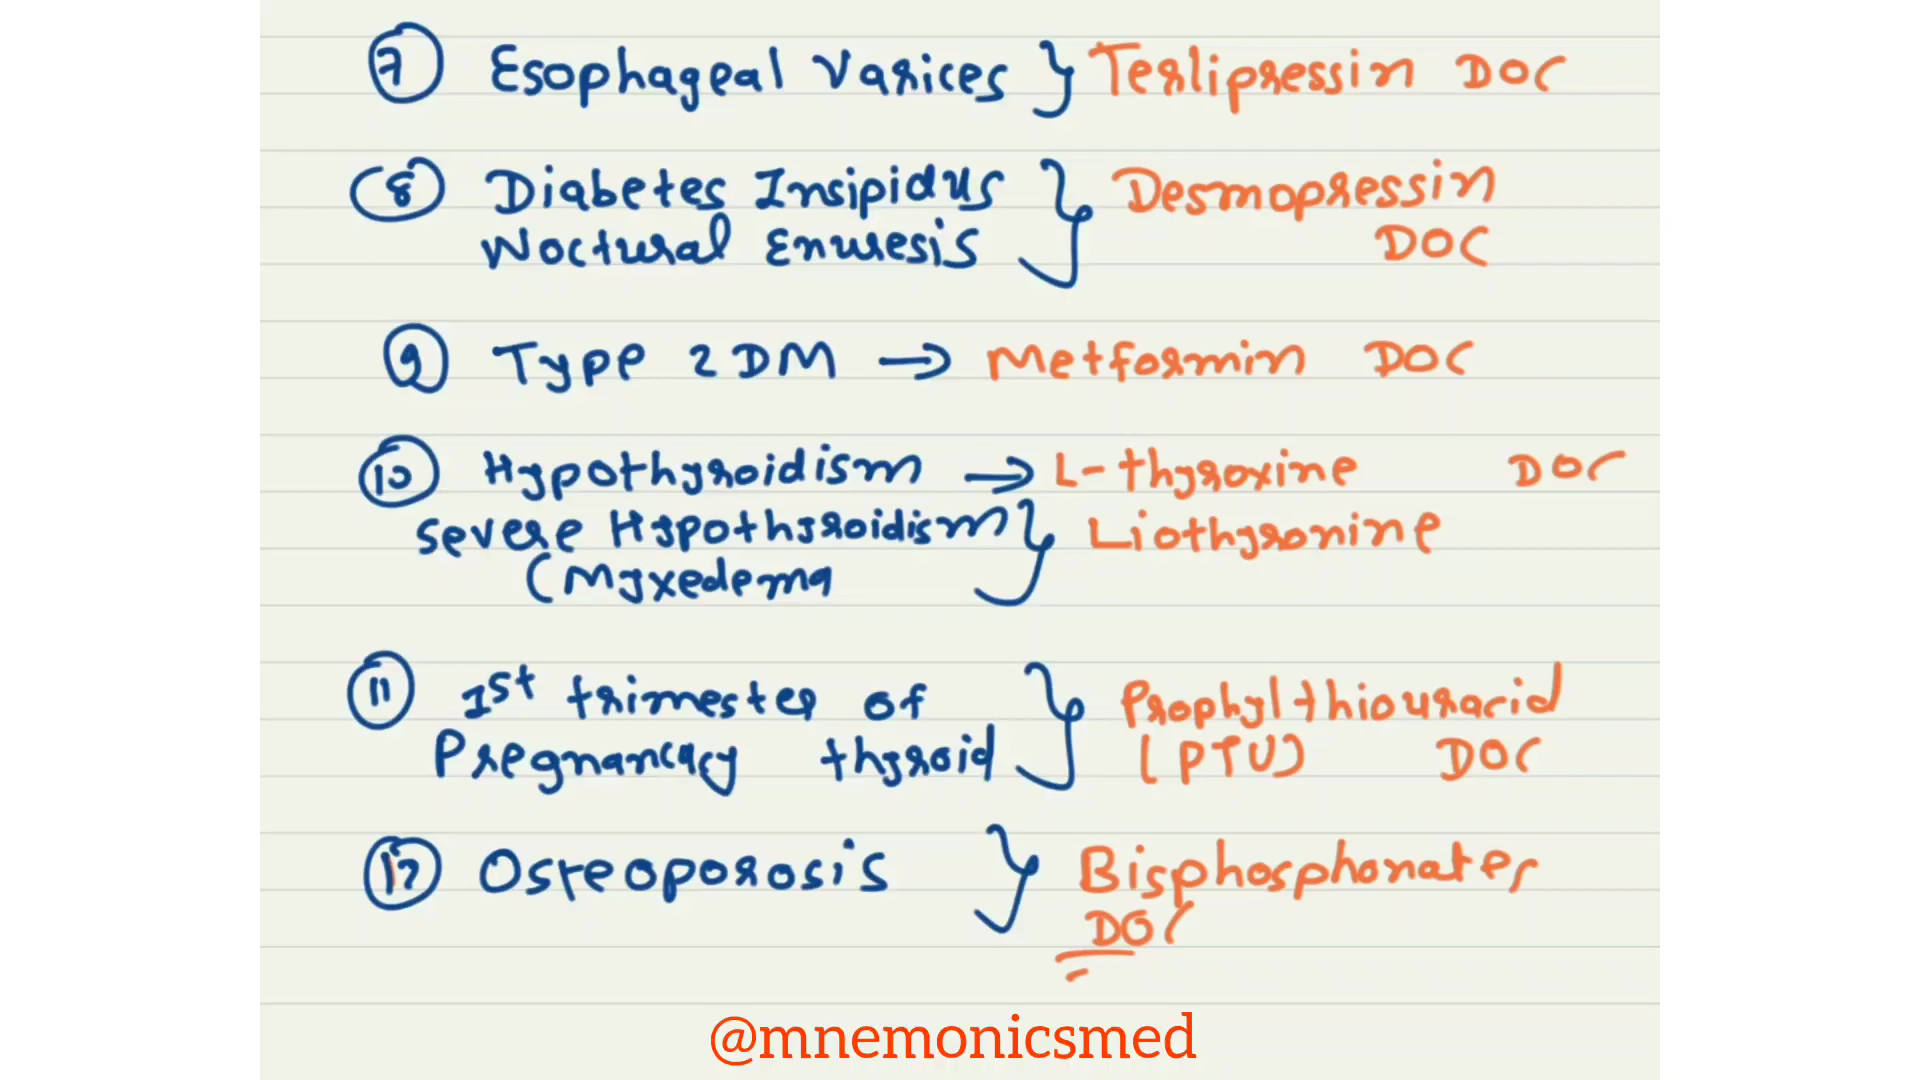 7 Esophageal Varices } Terlipressin DOC
8 Diabetes Insipidus } Desmopressin
Noctural Enuresis DOC
9 Type 2 DM → Metformin DOC
10 Hypothyroidism → L-thyroxine DOC
severe Hypothyroidism } Liothyronine
(Myxedema
11 1st trimester of } Prophylthiouracid
Pregnancacy thyroid (PTU) DOC
12 Osteoporosis } Bisphosphonates
DOC
@mnemonicsmed